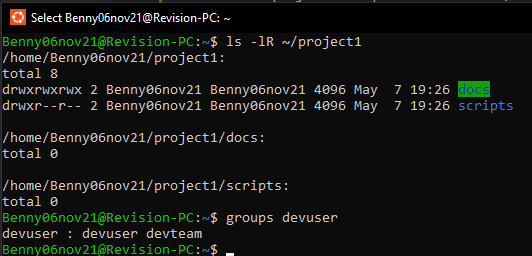 Select Benny06nov21@Revision-PC: ~
Benny06nov21@Revision-PC:~$ ls -lR ~/project1
/home/Benny06nov21/project1:
total 8
drwxrwxrwx 2 Benny06nov21 Benny06nov21 4096 May  7 19:26 docs
drwxr--r-- 2 Benny06nov21 Benny06nov21 4096 May  7 19:26 scripts
/home/Benny06nov21/project1/docs:
total 0
/home/Benny06nov21/project1/scripts:
total 0
Benny06nov21@Revision-PC:~$ groups devuser
devuser : devuser devteam
Benny06nov21@Revision-PC:~$